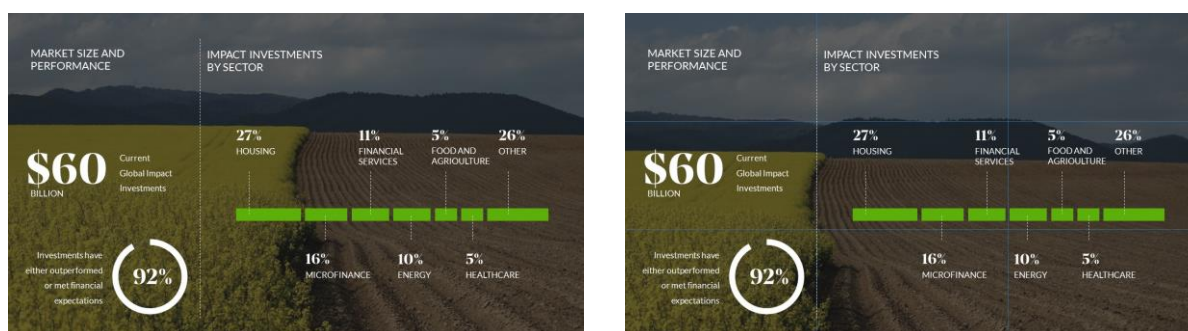 MARKET SIZE AND
PERFORMANCE
IMPACT INVESTMENTS
BY SECTOR
27%
HOUSING
11%
FINANCIAL
SERVICES
5%
FOOD AND
AGRIOULTURE
26%
OTHER
$60
BILLION
Current
Global Impact
Investments
Investments have
either outperformed
or met financial
expectations
92%
16%
MICROFINANCE
10%
ENERGY
5%
HEALTHCARE
MARKET SIZE AND
PERFORMANCE
IMPACT INVESTMENTS
BY SECTOR
27%
HOUSING
11%
FINANCIAL
SERVICES
5%
FOOD AND
AGRIOULTURE
26%
OTHER
$60
BILLION
Current
Global Impact
Investments
Investments have
either outperformed
or met financial
expectations
92%
16%
MICROFINANCE
10%
ENERGY
5%
HEALTHCARE